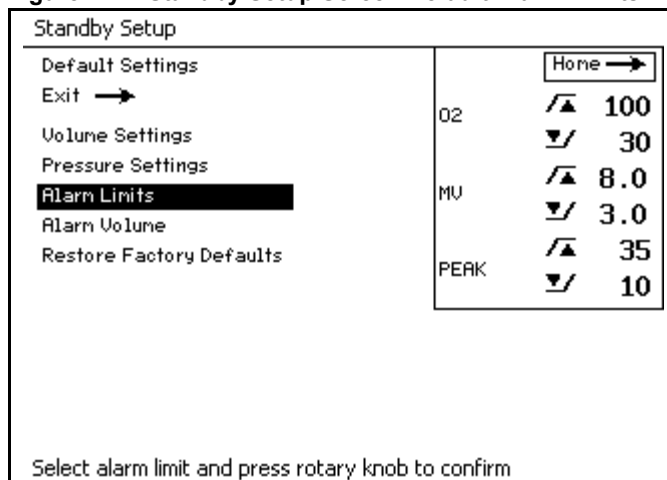 Standby Setup
Default Settings
Exit
Volume Settings
Pressure Settings
Alarm Limits
Alarm Volume
Restore Factory Defaults
Home
O2
100
30
MV
8.0
3.0
PEAK
35
10
Select alarm limit and press rotary knob to confirm